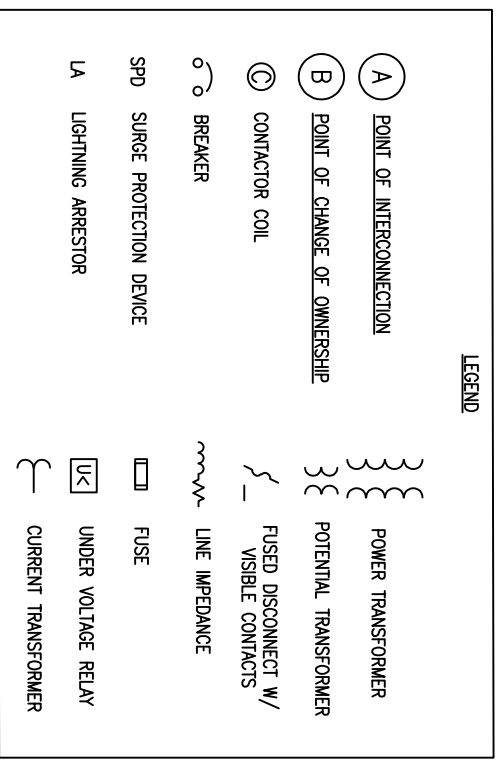 LEGEND
A POINT OF INTERCONNECTION
B POINT OF CHANGE OF OWNERSHIP
C CONTACTOR COIL
BREAKER
SPD SURGE PROTECTION DEVICE
LA LIGHTNING ARRESTOR
POWER TRANSFORMER
POTENTIAL TRANSFORMER
FUSED DISCONNECT W/
VISIBLE CONTACTS
LINE IMPEDANCE
FUSE
U< UNDER VOLTAGE RELAY
CURRENT TRANSFORMER